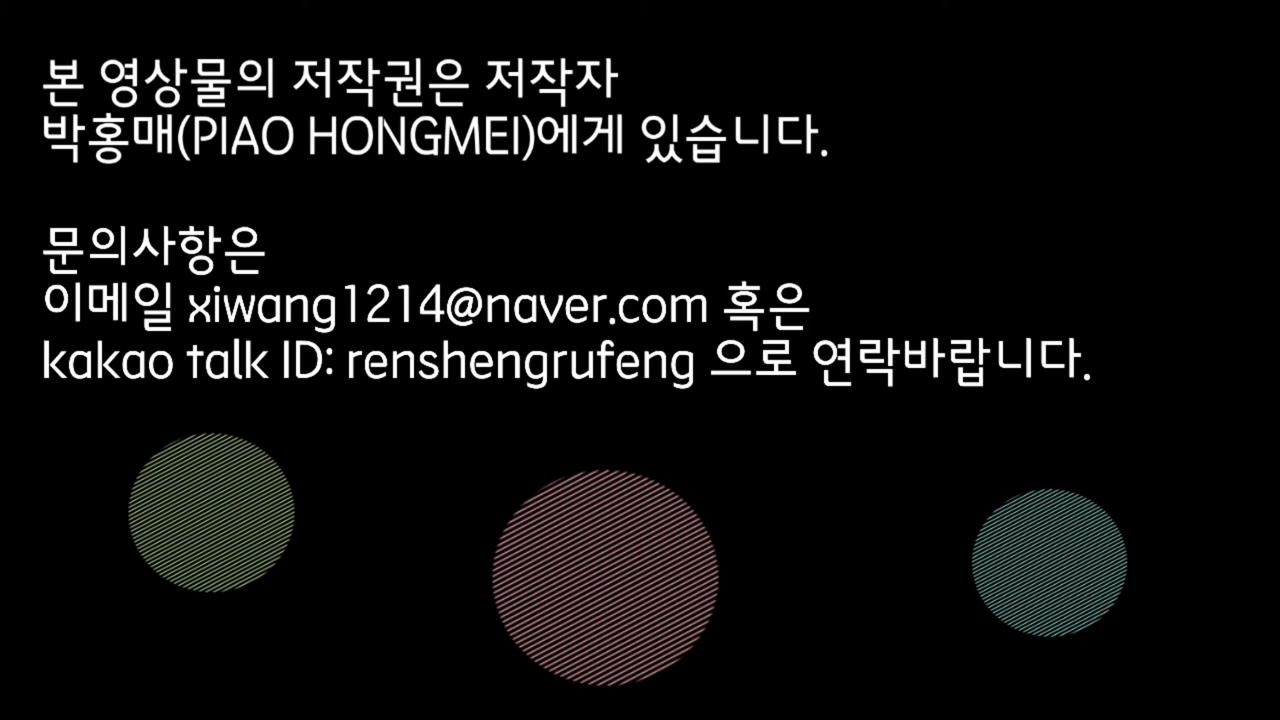 본 영상물의 저작권은 저작자
박홍매(PIAO HONGMEI)에게 있습니다.
문의사항은
이메일 xiwang1214@naver.com 혹은
kakao talk ID: renshengrufeng 으로 연락바랍니다.